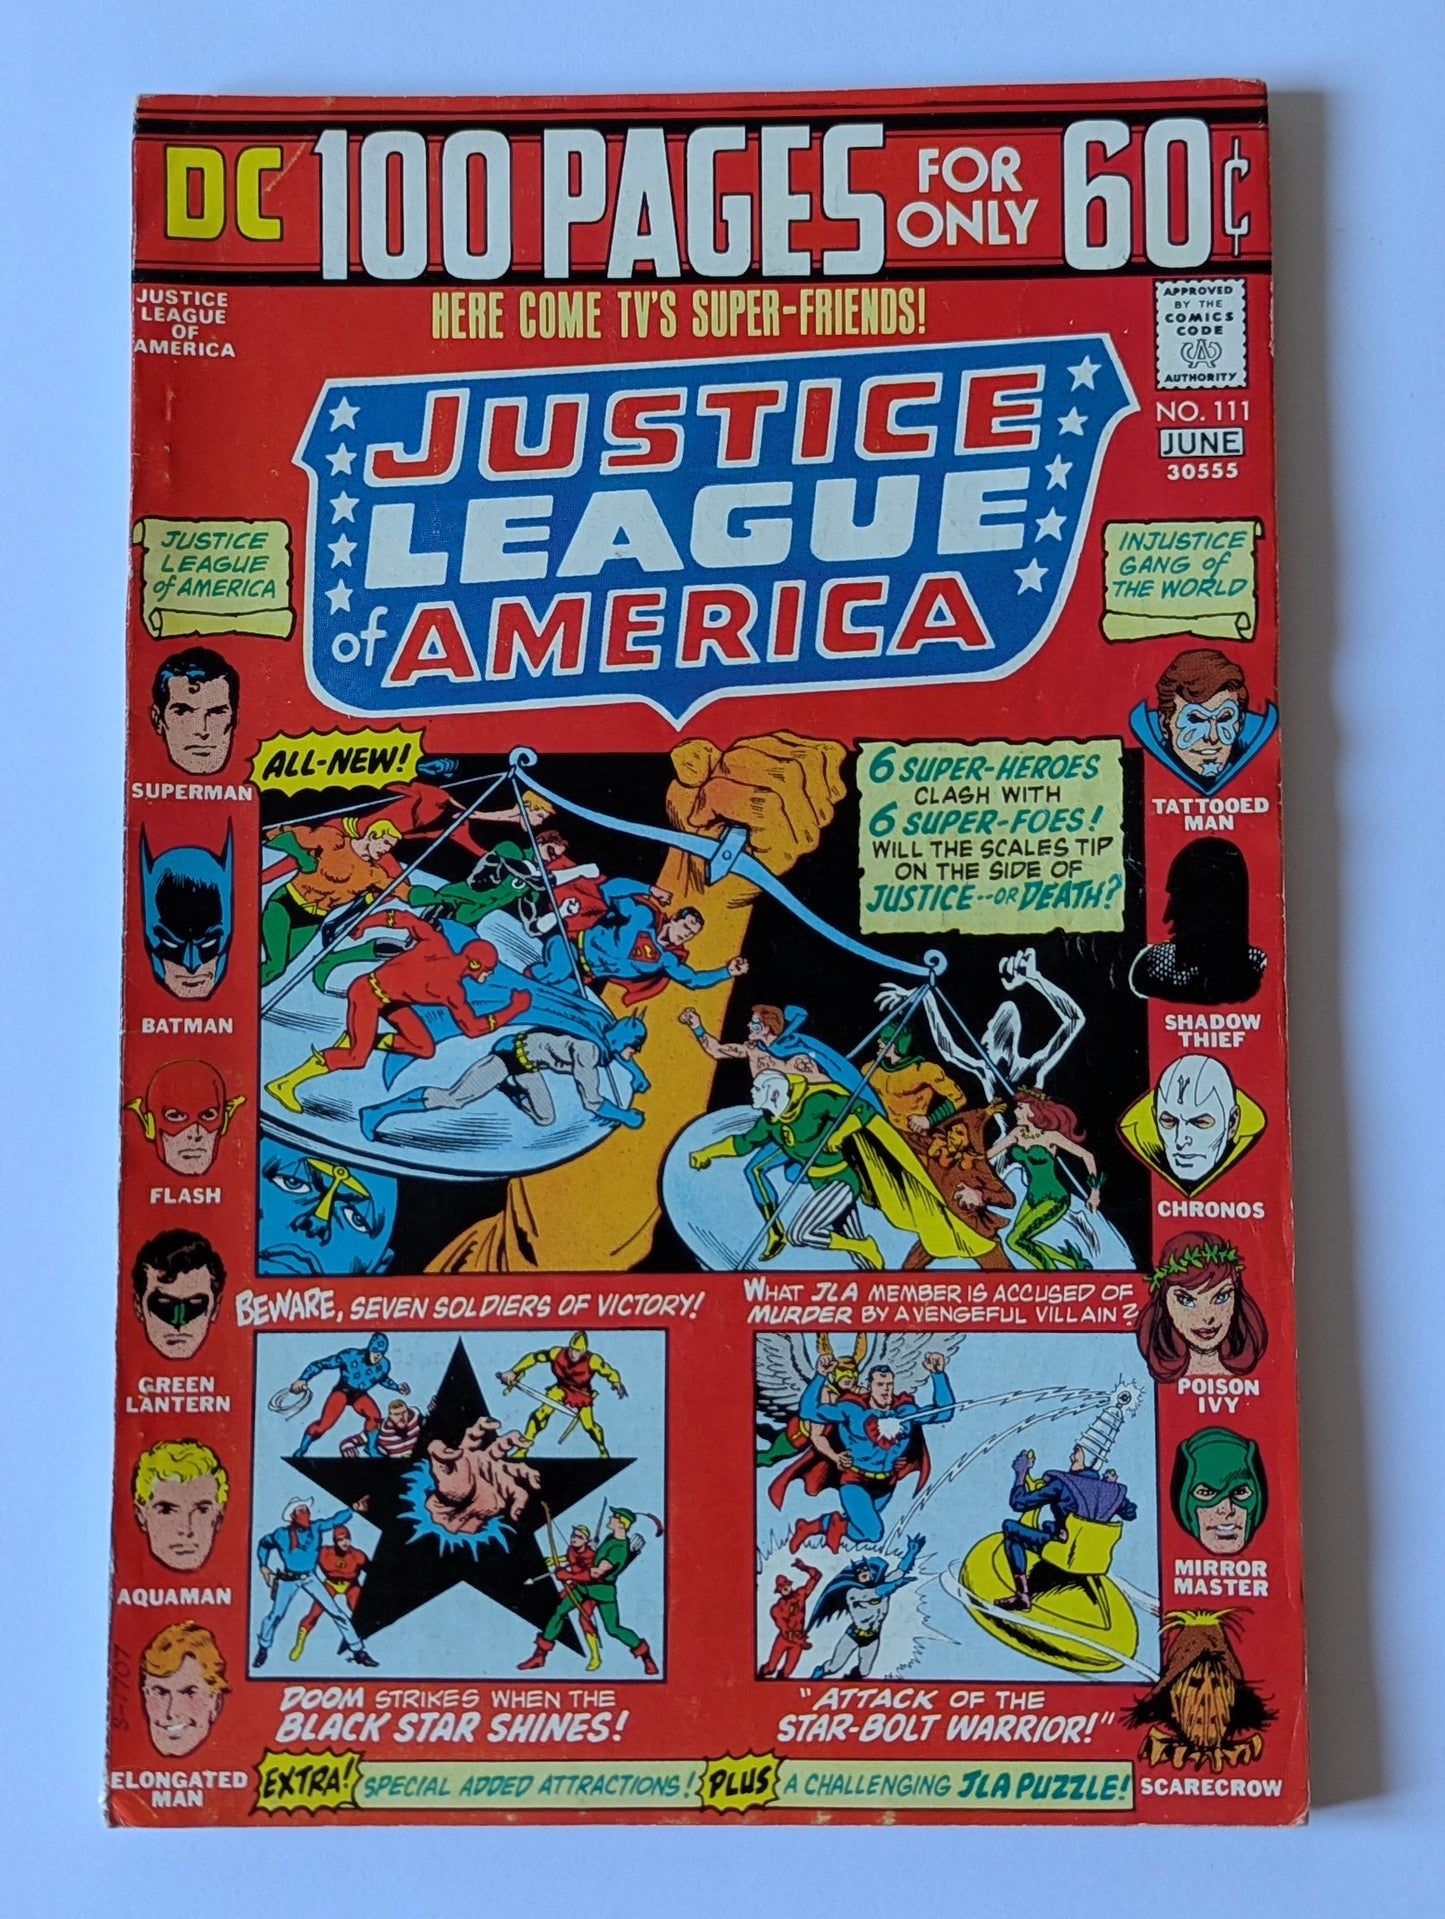 DC 100 PAGES FOR ONLY 60¢
JUSTICE
LEAGUE
OF
AMERICA
HERE COME TV'S SUPER-FRIENDS!
APPROVED
BY THE
COMICS
CODE
CA
AUTHORITY
NO. 111
JUNE
30555
JUSTICE
LEAGUE
of AMERICA
JUSTICE
LEAGUE
of AMERICA
INJUSTICE
GANG of
THE WORLD
SUPERMAN
BATMAN
FLASH
GREEN
LANTERN
AQUAMAN
ELONGATED
MAN
ALL-NEW!
6 SUPER-HEROES
CLASH WITH
6 SUPER-FOES!
WILL THE SCALES TIP
ON THE SIDE OF
JUSTICE--OR DEATH?
TATTOOED
MAN
SHADOW
THIEF
CHRONOS
POISON
IVY
MIRROR
MASTER
SCARECROW
BEWARE, SEVEN SOLDIERS OF VICTORY!
DOOM STRIKES WHEN THE
BLACK STAR SHINES!
WHAT JLA MEMBER IS ACCUSED OF
MURDER BY A VENGEFUL VILLAIN?
"ATTACK OF THE
STAR-BOLT WARRIOR!"
EXTRA! SPECIAL ADDED ATTRACTIONS! PLUS A CHALLENGING JLA PUZZLE!